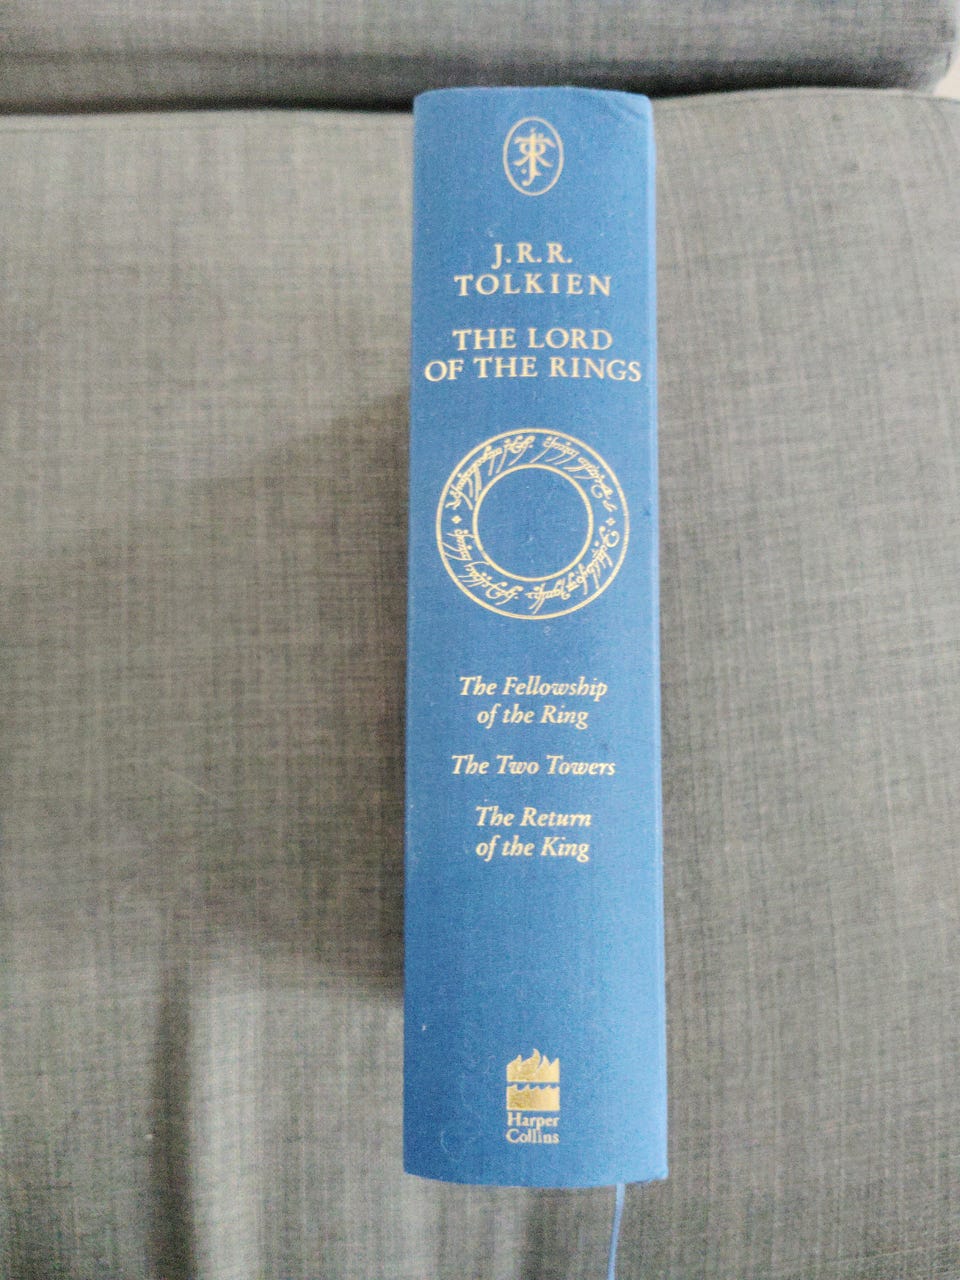 J.R.R.
TOLKIEN
THE LORD
OF THE RINGS
The Fellowship
of the Ring
The Two Towers
The Return
of the King
Harper
Collins